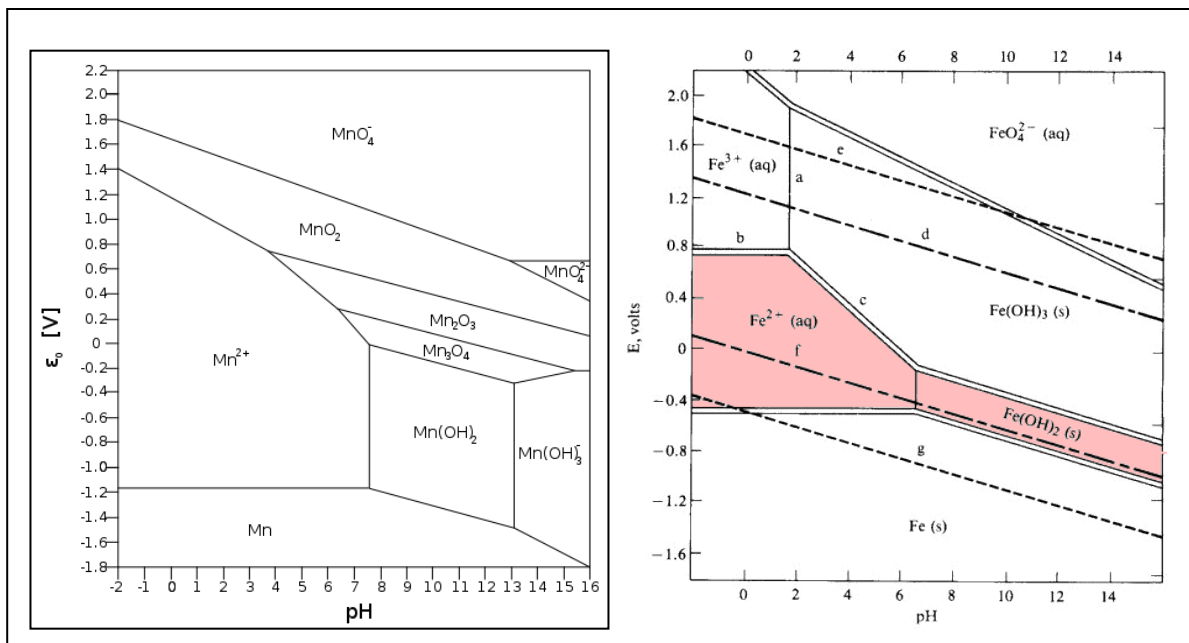 2.2
2.0
1.8
1.6
1.4
1.2
1.0
0.8
0.6
0.4
0.2
0
-0.2
-0.4
-0.6
-0.8
-1.0
-1.2
-1.4
-1.6
-1.8
ε₀ [V]
MnO₄⁻
MnO₂
MnO₄²⁻
Mn₂O₃
Mn₃O₄
Mn²⁺
Mn(OH)₂
Mn(OH)₃⁻
Mn
-2 -1 0 1 2 3 4 5 6 7 8 9 10 11 12 13 14 15 16
pH
0 2 4 6 8 10 12 14
2.0
1.6
1.2
0.8
0.4
0
−0.4
−0.8
−1.2
−1.6
E, volts
FeO₄²⁻ (aq)
e
Fe³⁺ (aq)
a
b
d
c
Fe(OH)₃ (s)
Fe²⁺ (aq)
f
Fe(OH)₂ (s)
g
Fe (s)
0 2 4 6 8 10 12 14
pH